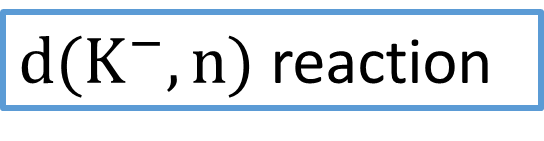 d(K⁻, n) reaction